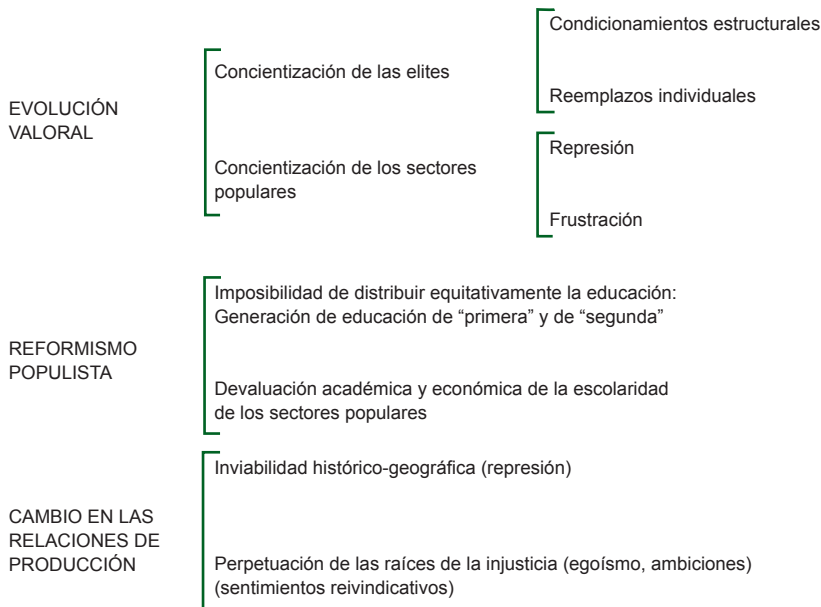 EVOLUCIÓN
VALORAL
Concientización de las elites
Condicionamientos estructurales
Reemplazos individuales
Concientización de los sectores
populares
Represión
Frustración
REFORMISMO
POPULISTA
Imposibilidad de distribuir equitativamente la educación:
Generación de educación de “primera” y de “segunda”
Devaluación académica y económica de la escolaridad
de los sectores populares
CAMBIO EN LAS
RELACIONES DE
PRODUCCIÓN
Inviabilidad histórico-geográfica (represión)
Perpetuación de las raíces de la injusticia (egoísmo, ambiciones)
(sentimientos reivindicativos)